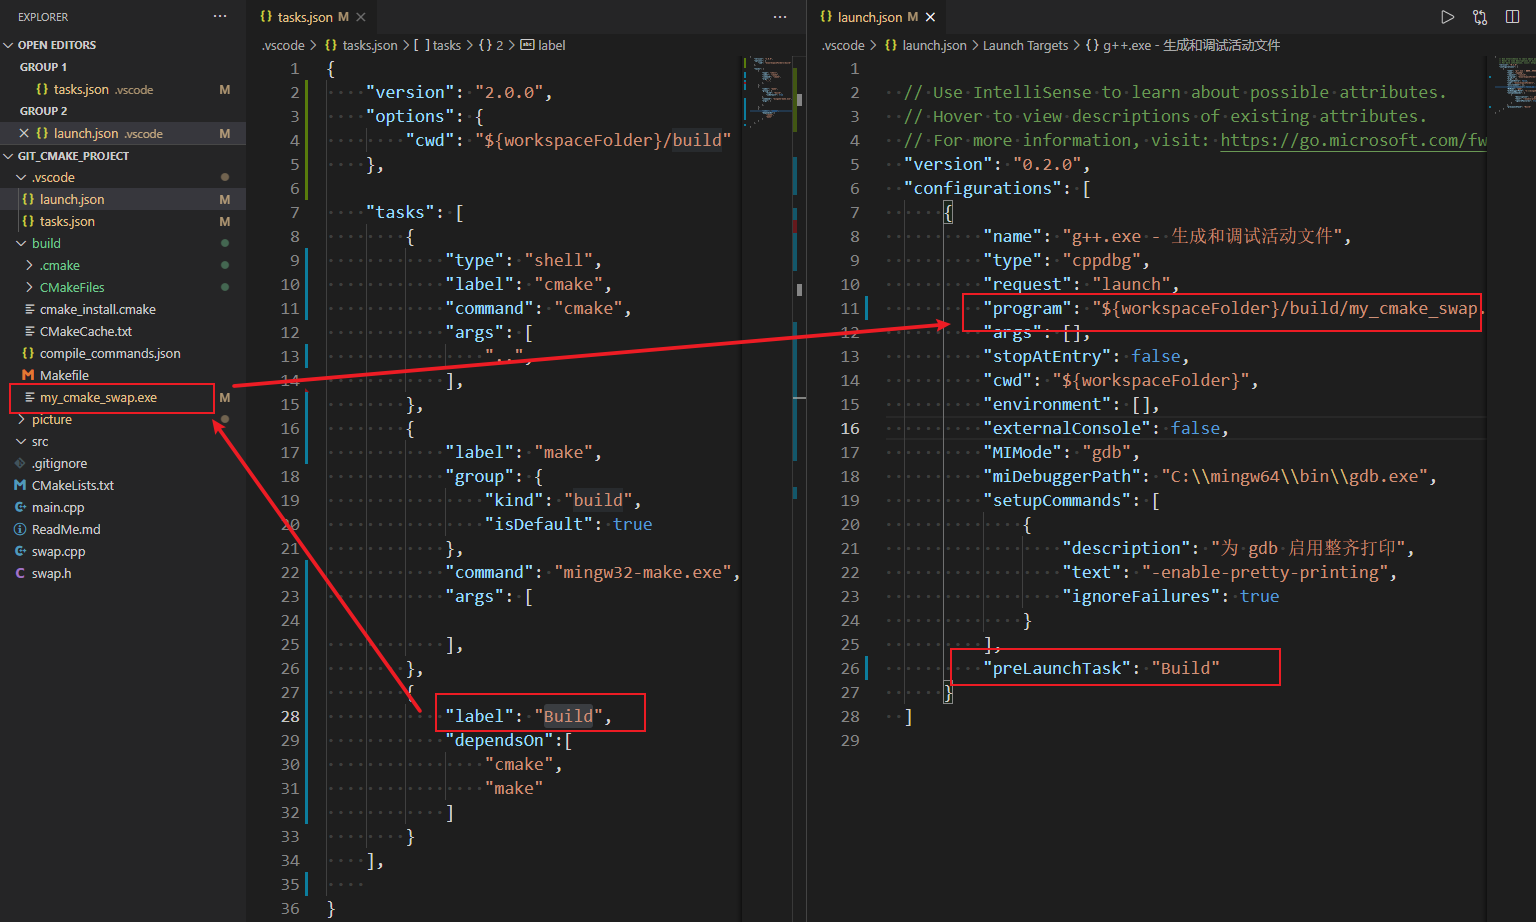 EXPLORER
OPEN EDITORS
GROUP 1
tasks.json .vscode M
GROUP 2
launch.json .vscode M
GIT_CMAKE_PROJECT
.vscode
launch.json M
tasks.json M
build
.cmake
CMakeFiles
cmake_install.cmake
CMakeCache.txt
compile_commands.json
Makefile
my_cmake_swap.exe M
picture
src
.gitignore
CMakeLists.txt
main.cpp
ReadMe.md
swap.cpp
swap.h
tasks.json M
.vscode > tasks.json > [ ] tasks > { } 2 > label
1 {
2 "version": "2.0.0",
3 "options": {
4 "cwd": "${workspaceFolder}/build"
5 },
6
7 "tasks": [
8 {
9 "type": "shell",
10 "label": "cmake",
11 "command": "cmake",
12 "args": [
13 "..",
14 ],
15 },
16 {
17 "label": "make",
18 "group": {
19 "kind": "build",
20 "isDefault": true
21 },
22 "command": "mingw32-make.exe",
23 "args": [
24
25 ],
26 },
27 {
28 "label": "Build",
29 "dependsOn":[
30 "cmake",
31 "make"
32 ]
33 }
34 ],
35
36 }
launch.json M
.vscode > launch.json > Launch Targets > { } g++.exe - 生成和调试活动文件
1
2 // Use IntelliSense to learn about possible attributes.
3 // Hover to view descriptions of existing attributes.
4 // For more information, visit: https://go.microsoft.com/fw
5 "version": "0.2.0",
6 "configurations": [
7 {
8 "name": "g++.exe - 生成和调试活动文件",
9 "type": "cppdbg",
10 "request": "launch",
11 "program": "${workspaceFolder}/build/my_cmake_swap.
12 "args": [],
13 "stopAtEntry": false,
14 "cwd": "${workspaceFolder}",
15 "environment": [],
16 "externalConsole": false,
17 "MIMode": "gdb",
18 "miDebuggerPath": "C:\\mingw64\\bin\\gdb.exe",
19 "setupCommands": [
20 {
21 "description": "为 gdb 启用整齐打印",
22 "text": "-enable-pretty-printing",
23 "ignoreFailures": true
24 }
25 ],
26 "preLaunchTask": "Build"
27 }
28 ]
29